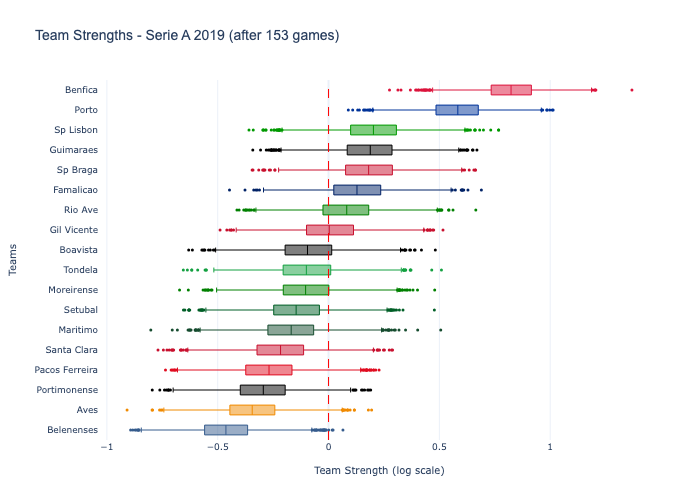 Team Strengths - Serie A 2019 (after 153 games)
Benfica
Porto
Sp Lisbon
Guimaraes
Sp Braga
Famalicao
Rio Ave
Gil Vicente
Boavista
Tondela
Moreirense
Setubal
Maritimo
Santa Clara
Pacos Ferreira
Portimonense
Aves
Belenenses
Teams
−1
−0.5
0
0.5
1
Team Strength (log scale)